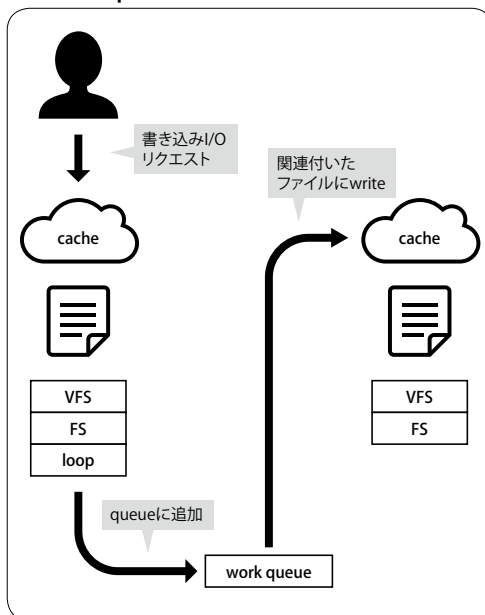 書き込みI/O
リクエスト
関連付いた
ファイルにwrite
cache
cache
VFS
FS
loop
VFS
FS
queueに追加
work queue